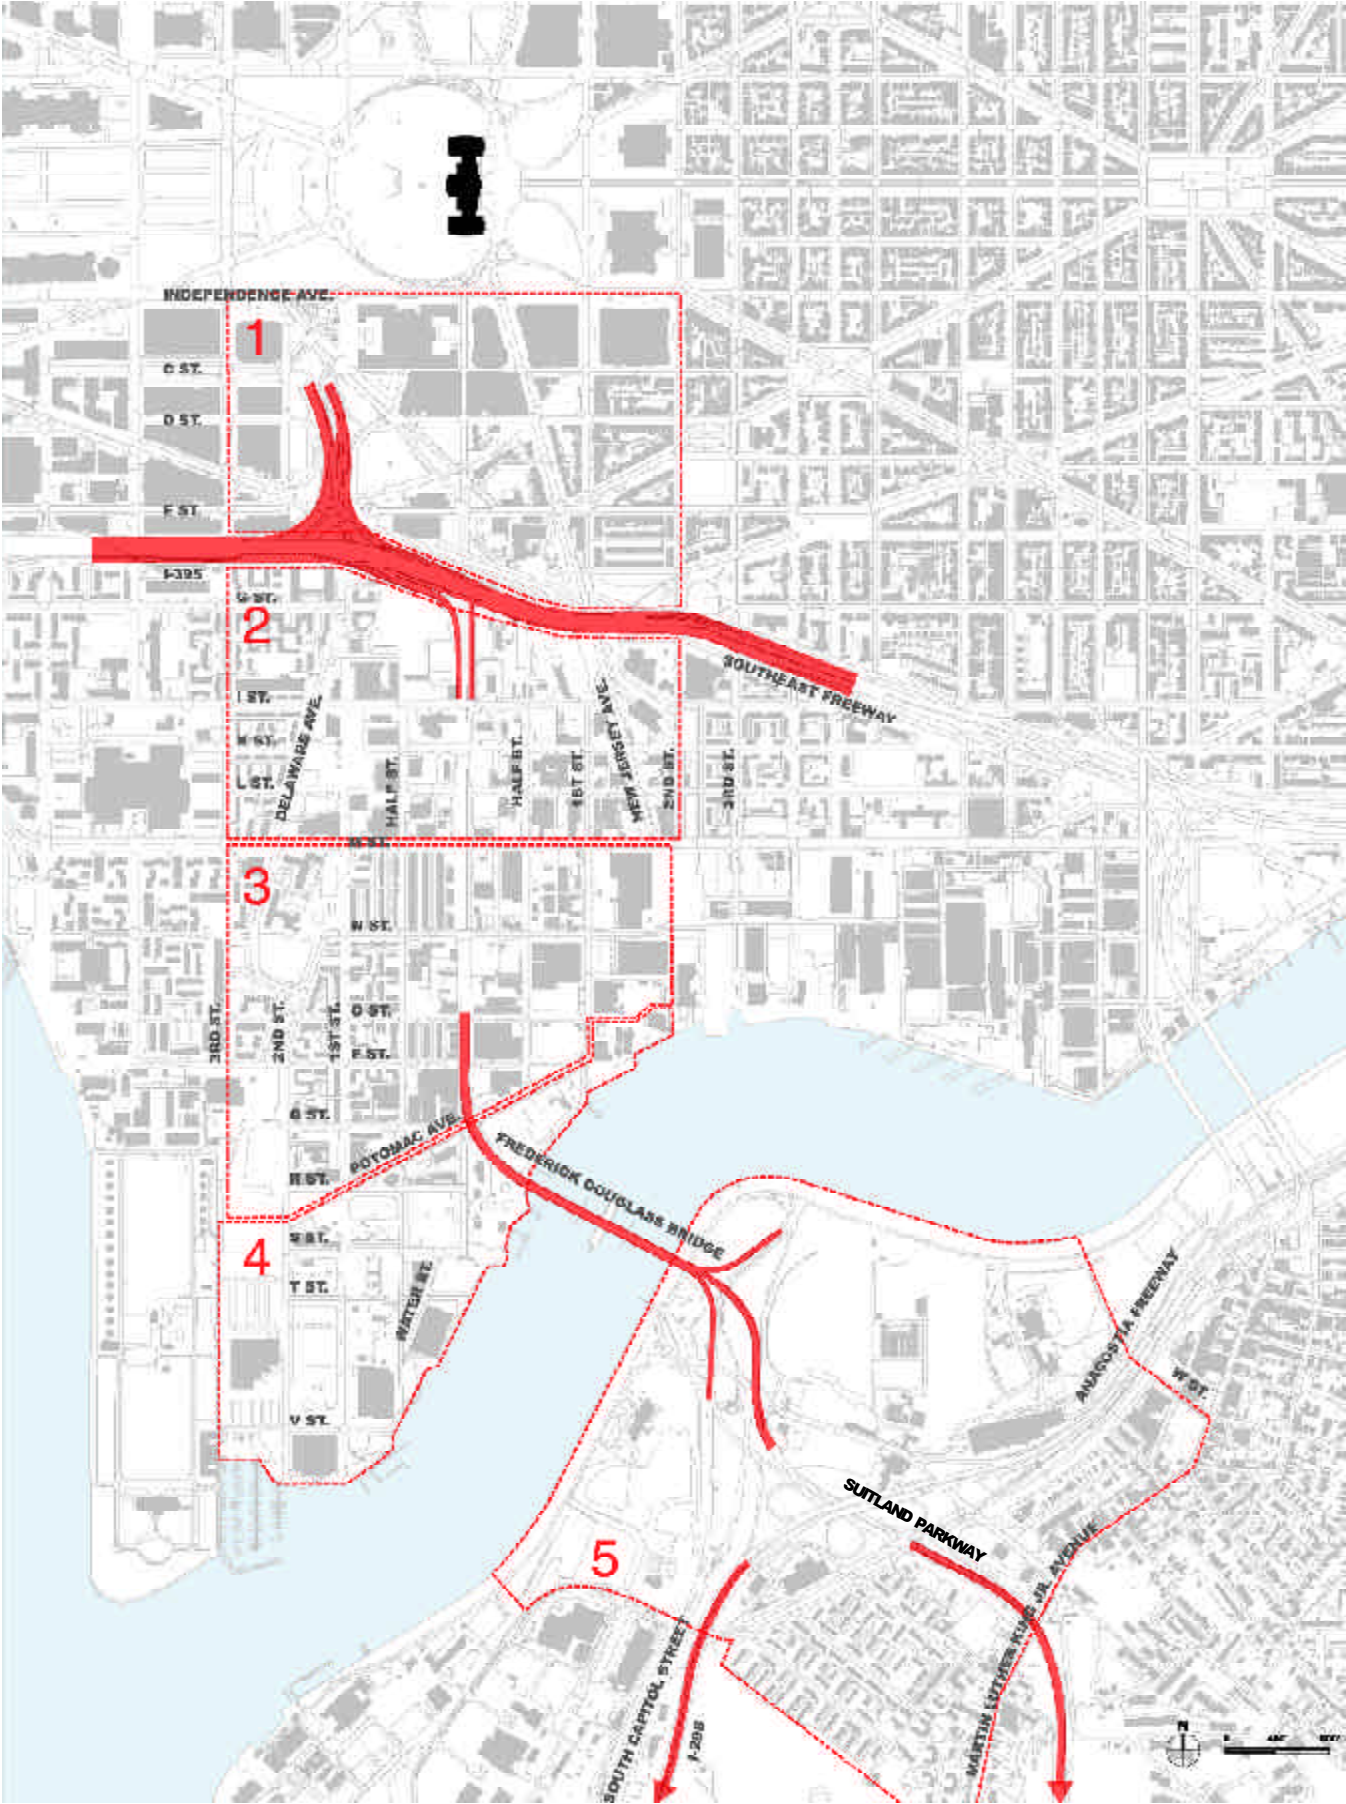 INDEPENDENCE AVE.
1
C ST.
D ST.
F ST
I-395
G ST.
2
SOUTHEAST FREEWAY
I ST.
K ST.
L ST.
DELAWARE AVE.
HALF ST.
HALF ST.
1ST ST.
NEW JERSEY AVE.
2ND ST.
3RD ST.
M ST.
3
N ST.
3RD ST.
2ND ST.
1ST ST.
O ST.
P ST.
POTOMAC AVE.
FREDERICK DOUGLASS BRIDGE
R ST.
S ST.
4
T ST.
WATER ST.
V ST.
ANACOSTIA FREEWAY
W ST.
SUITLAND PARKWAY
5
MARTIN LUTHER KING JR. AVENUE
SOUTH CAPITOL STREET
I-295
N
0